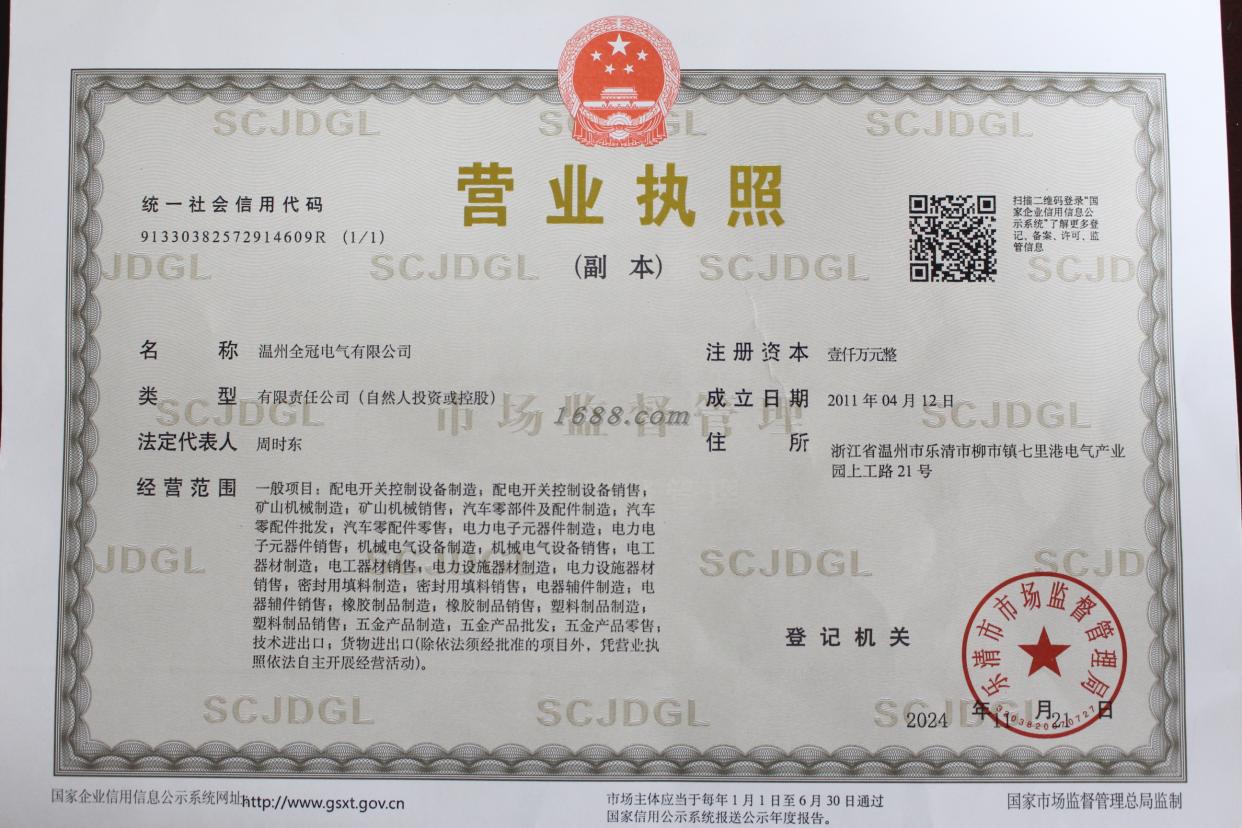 SCJDGL
SCJDGL
SCJDGL
营业执照
(副 本)
统一社会信用代码
91330382572914609R (1/1)
扫描二维码登录“国
家企业信用信息公
示系统”了解更多登
记、备案、许可、监
管信息
JDGL
SCJDGL
SCJDGL
SCJD
名 称 温州全冠电气有限公司
类 型 有限责任公司（自然人投资或控股）
法定代表人 周时东
经营范围 一般项目：配电开关控制设备制造；配电开关控制设备销售；
矿山机械制造；矿山机械销售；汽车零部件及配件制造；汽车
零配件批发；汽车零配件零售；电力电子元器件制造；电力电
子元器件销售；机械电气设备制造；机械电气设备销售；电工
器材制造；电工器材销售；电力设施器材制造；电力设施器材
销售；密封用填料制造；密封用填料销售；电器辅件制造；电
器辅件销售；橡胶制品制造；橡胶制品销售；塑料制品制造；
塑料制品销售；五金产品制造；五金产品批发；五金产品零售；
技术进出口；货物进出口(除依法须经批准的项目外，凭营业执
照依法自主开展经营活动)。
注册资本 壹仟万元整
成立日期 2011年04月12日
住 所 浙江省温州市乐清市柳市镇七里港电气产业
园上工路21号
SCJDGL
市场监督管理
SCJDGL
1688.com
JDGL
SCJDGL
SCJD
登记机关
乐清市市场监督管理局
2024 年 11 月 21 日
SCJDGL
SCJDGL
SCJDGL
国家企业信用信息公示系统网址http://www.gsxt.gov.cn
市场主体应当于每年1月1日至6月30日通过
国家信用公示系统报送公示年度报告。
国家市场监督管理总局监制